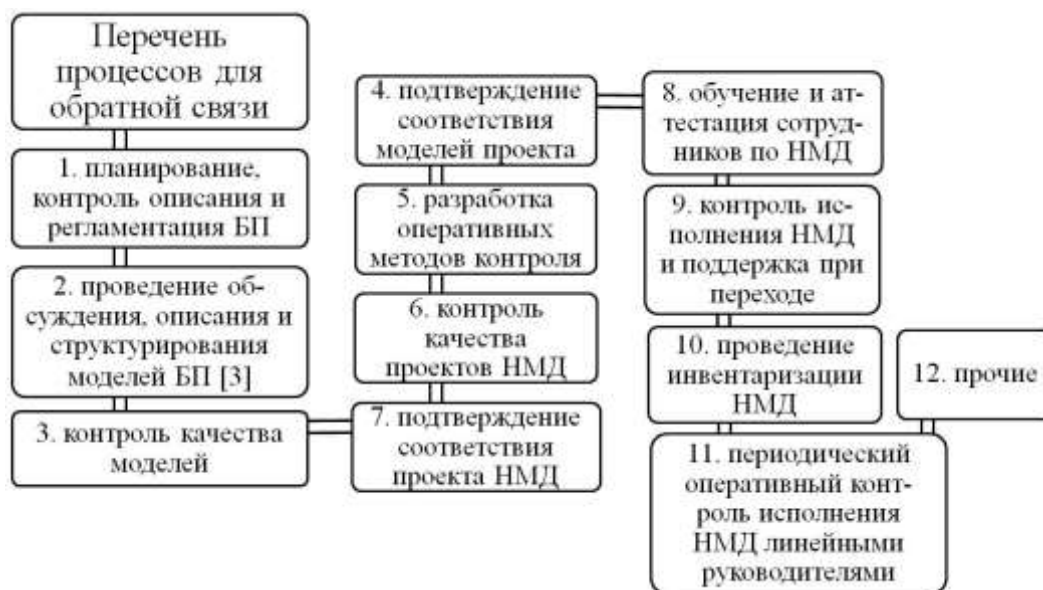 Перечень
процессов для
обратной связи
1. планирование,
контроль описания и
регламентация БП
2. проведение об-
суждения, описания и
структурирования
моделей БП [3]
3. контроль качества
моделей
4. подтверждение
соответствия
моделей проекта
5. разработка
оперативных
методов контроля
6. контроль
качества
проектов НМД
7. подтверждение
соответствия
проекта НМД
8. обучение и ат-
тестация сотруд-
ников по НМД
9. контроль ис-
полнения НМД
и поддержка при
переходе
10. проведение
инвентаризации
НМД
11. периодический
оперативный конт-
роль исполнения
НМД линейными
руководителями
12. прочие